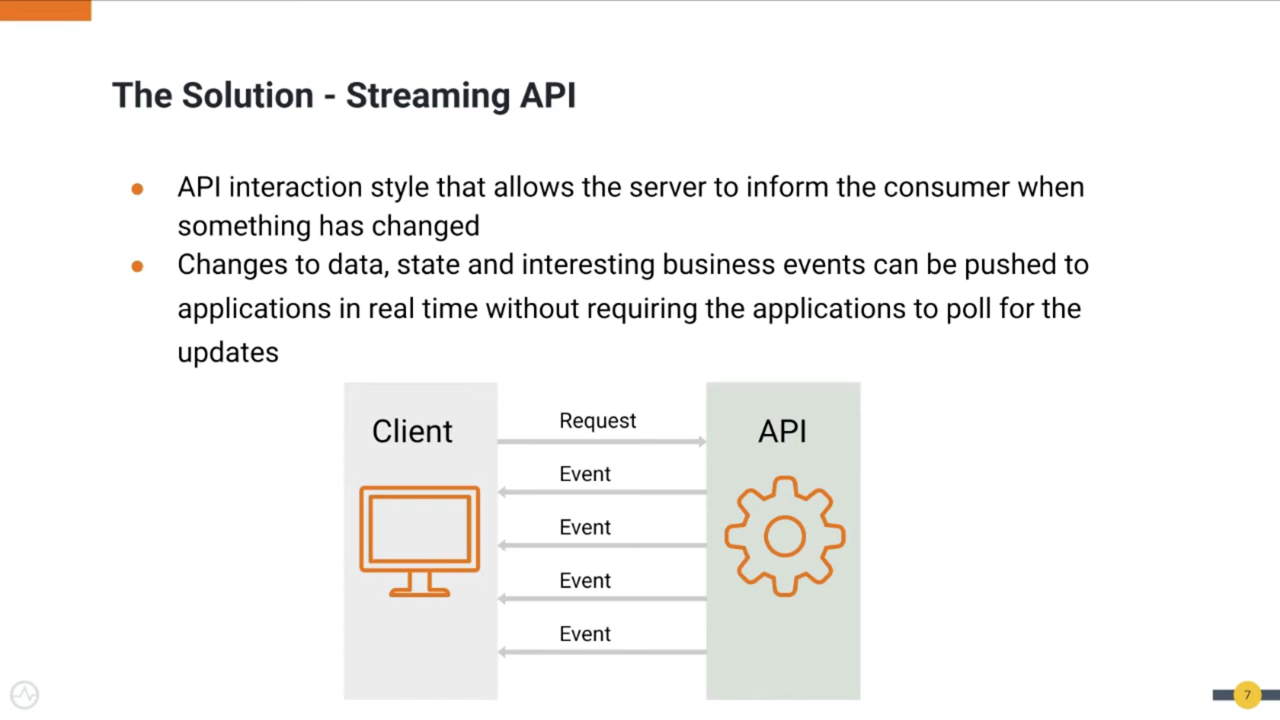 The Solution - Streaming API
● API interaction style that allows the server to inform the consumer when
something has changed
● Changes to data, state and interesting business events can be pushed to
applications in real time without requiring the applications to poll for the
updates
Client
Request
API
Event
Event
Event
Event
7